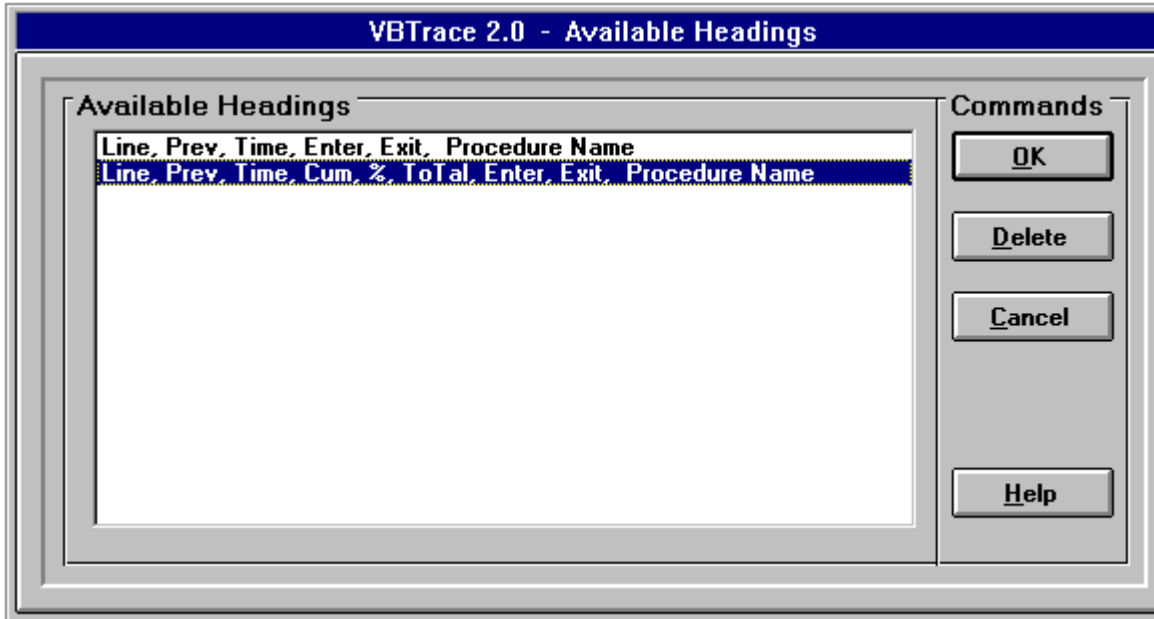 VBTrace 2.0 - Available Headings
Available Headings
Line, Prev, Time, Enter, Exit, Procedure Name
Line, Prev, Time, Cum, %, ToTal, Enter, Exit, Procedure Name
Commands
OK
Delete
Cancel
Help